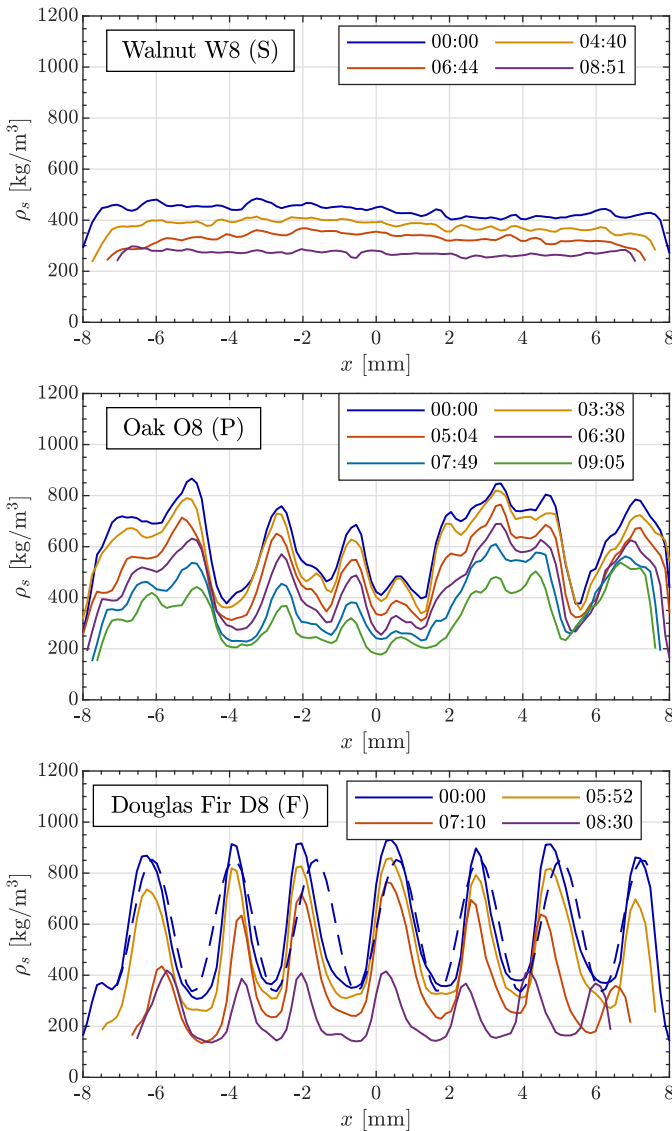 1200
1000
800
600
400
200
0
ρs [kg/m³]
Walnut W8 (S)
00:00 04:40
06:44 08:51
-8 -6 -4 -2 0 2 4 6 8
x [mm]
1200
1000
800
600
400
200
0
ρs [kg/m³]
Oak O8 (P)
00:00 03:38
05:04 06:30
07:49 09:05
-8 -6 -4 -2 0 2 4 6 8
x [mm]
1200
1000
800
600
400
200
0
ρs [kg/m³]
Douglas Fir D8 (F)
00:00 05:52
07:10 08:30
-8 -6 -4 -2 0 2 4 6 8
x [mm]